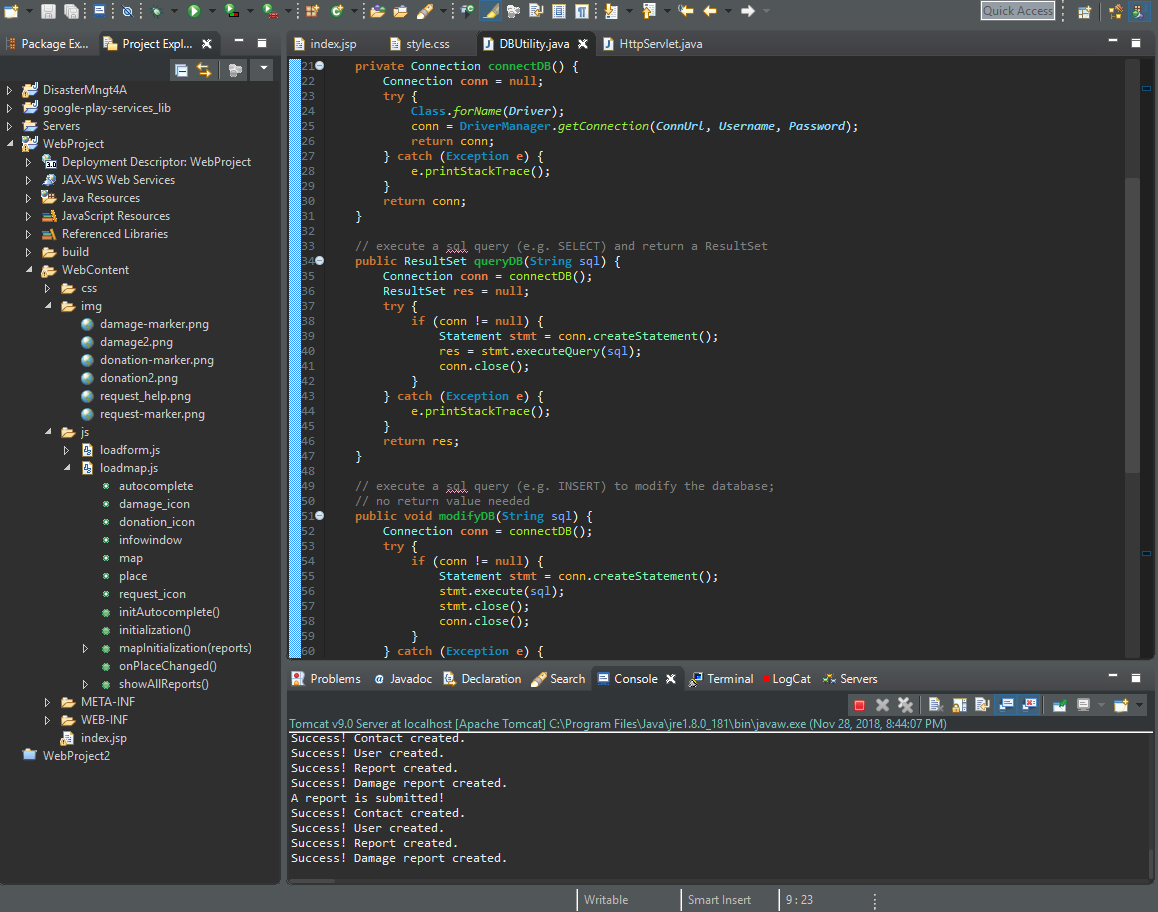 Quick Access
Package Ex...
Project Expl...
DisasterMngt4A
google-play-services_lib
Servers
WebProject
Deployment Descriptor: WebProject
JAX-WS Web Services
Java Resources
JavaScript Resources
Referenced Libraries
build
WebContent
css
img
damage-marker.png
damage2.png
donation-marker.png
donation2.png
request_help.png
request-marker.png
js
loadform.js
loadmap.js
autocomplete
damage_icon
donation_icon
infowindow
map
place
request_icon
initAutocomplete()
initialization()
mapInitialization(reports)
onPlaceChanged()
showAllReports()
META-INF
WEB-INF
index.jsp
WebProject2
index.jsp style.css DBUtility.java HttpServlet.java
21 private Connection connectDB() {
22 Connection conn = null;
23 try {
24 Class.forName(Driver);
25 conn = DriverManager.getConnection(ConnUrl, Username, Password);
26 return conn;
27 } catch (Exception e) {
28 e.printStackTrace();
29 }
30 return conn;
31 }
32
33 // execute a sql query (e.g. SELECT) and return a ResultSet
34 public ResultSet queryDB(String sql) {
35 Connection conn = connectDB();
36 ResultSet res = null;
37 try {
38 if (conn != null) {
39 Statement stmt = conn.createStatement();
40 res = stmt.executeQuery(sql);
41 conn.close();
42 }
43 } catch (Exception e) {
44 e.printStackTrace();
45 }
46 return res;
47 }
48
49 // execute a sql query (e.g. INSERT) to modify the database;
50 // no return value needed
51 public void modifyDB(String sql) {
52 Connection conn = connectDB();
53 try {
54 if (conn != null) {
55 Statement stmt = conn.createStatement();
56 stmt.execute(sql);
57 stmt.close();
58 conn.close();
59 }
60 } catch (Exception e) {
Problems Javadoc Declaration Search Console Terminal LogCat Servers
Tomcat v9.0 Server at localhost [Apache Tomcat] C:\Program Files\Java\jre1.8.0_181\bin\javaw.exe (Nov 28, 2018, 8:44:07 PM)
Success! Contact created.
Success! User created.
Success! Report created.
Success! Damage report created.
A report is submitted!
Success! Contact created.
Success! User created.
Success! Report created.
Success! Damage report created.
Writable Smart Insert 9 : 23